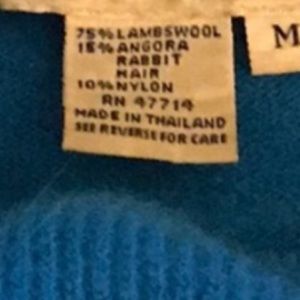 75% LAMBSWOOL
15% ANGORA
RABBIT
HAIR
10% NYLON
RN 47714
MADE IN THAILAND
SEE REVERSE FOR CARE
M